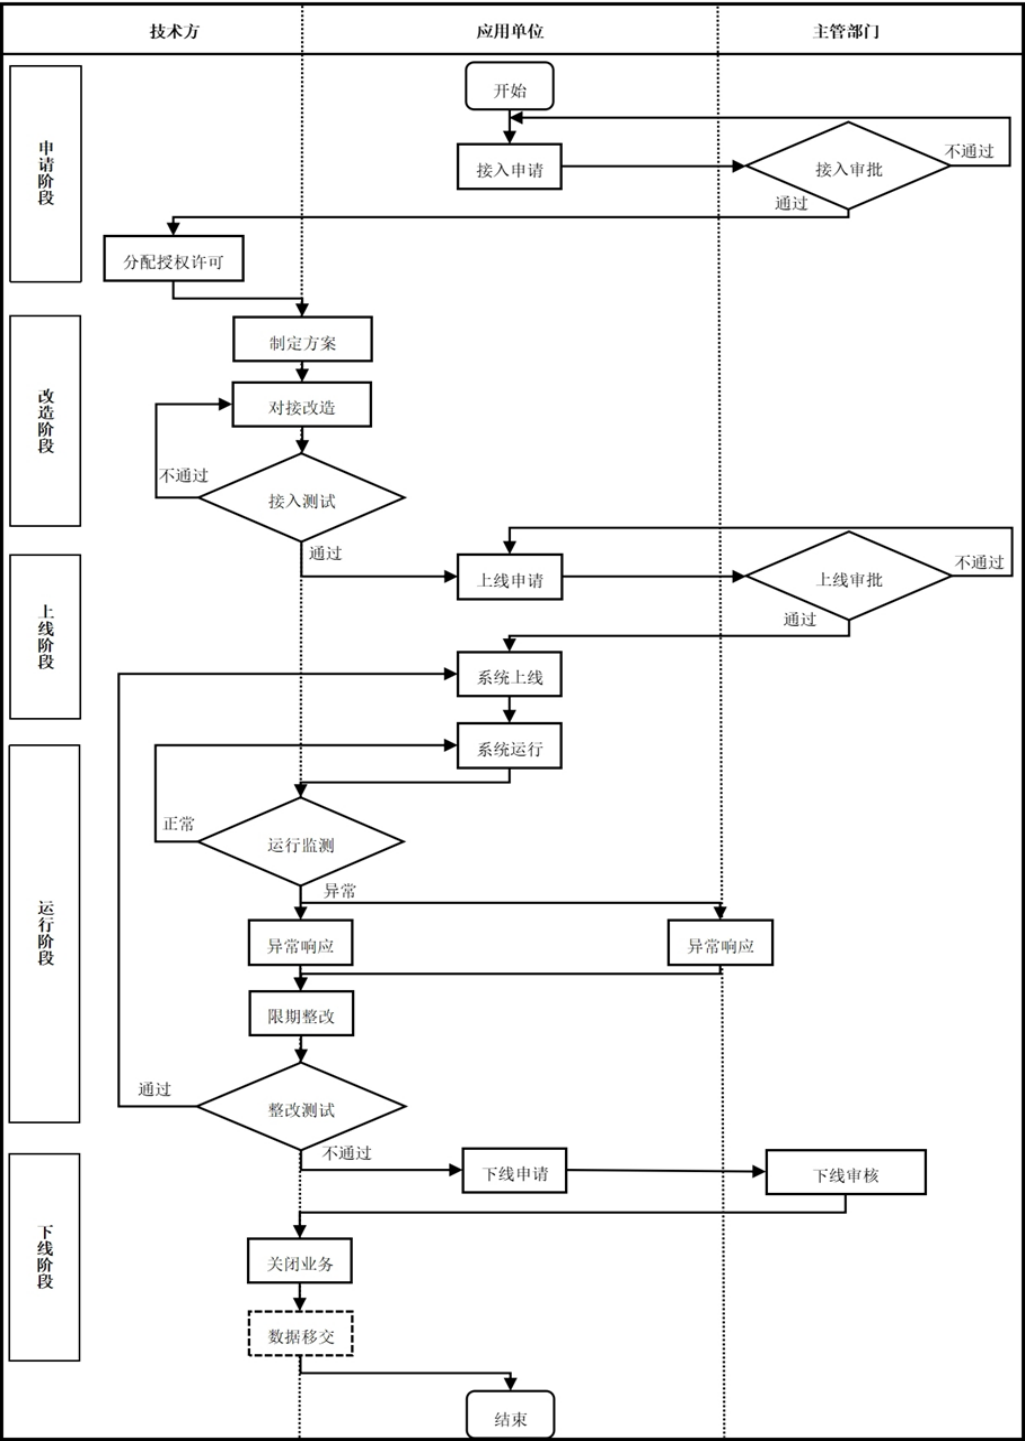 技术方
应用单位
主管部门
申请阶段
开始
接入申请
接入审批
不通过
通过
分配授权许可
改造阶段
制定方案
对接改造
不通过
接入测试
通过
上线阶段
上线申请
上线审批
不通过
通过
系统上线
系统运行
运行阶段
正常
运行监测
异常
异常响应
异常响应
限期整改
通过
整改测试
不通过
下线阶段
下线申请
下线审核
关闭业务
数据移交
结束